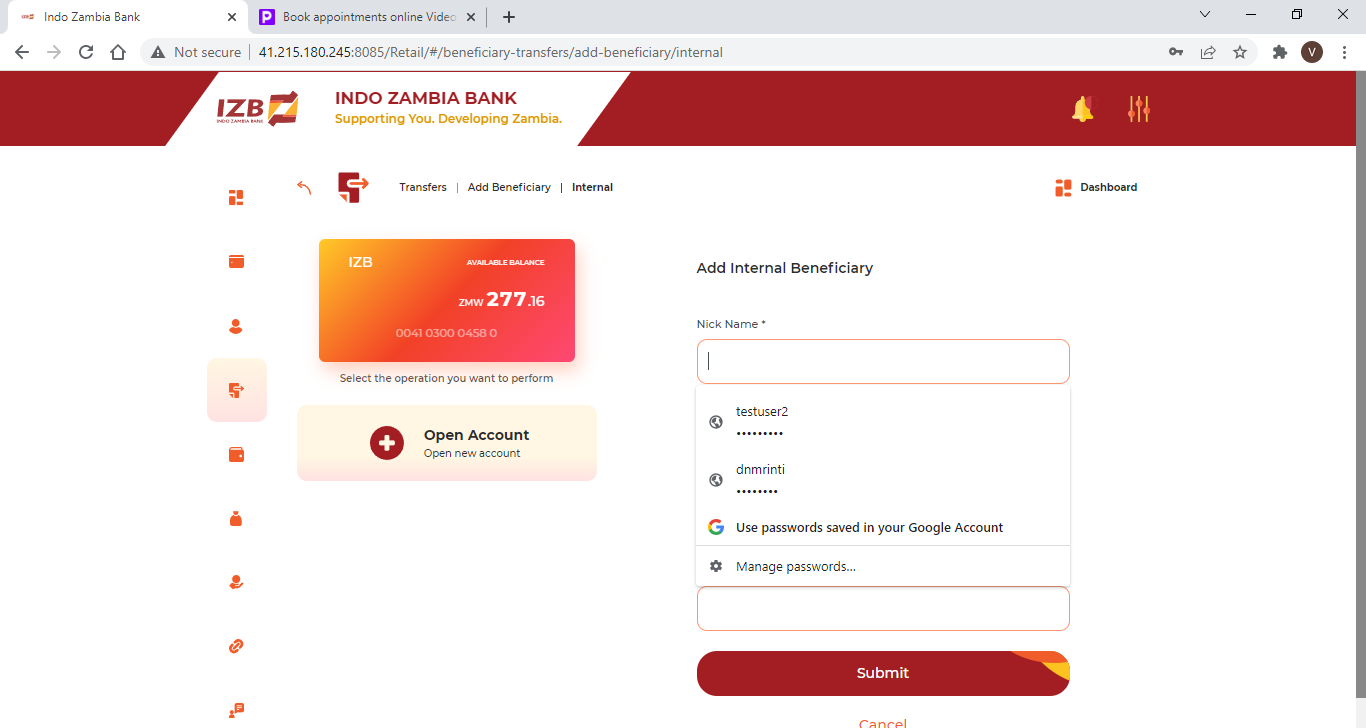 Indo Zambia Bank
Book appointments online Video
Not secure
41.215.180.245:8085/Retail/#/beneficiary-transfers/add-beneficiary/internal
V
IZB
INDO ZAMBIA BANK
INDO ZAMBIA BANK
Supporting You. Developing Zambia.
Transfers | Add Beneficiary | Internal
Dashboard
IZB
AVAILABLE BALANCE
ZMW 277.16
0041 0300 0458 0
Select the operation you want to perform
Open Account
Open new account
Add Internal Beneficiary
Nick Name *
testuser2
•••••••••
dnmrinti
••••••••
Use passwords saved in your Google Account
Manage passwords...
Submit
Cancel